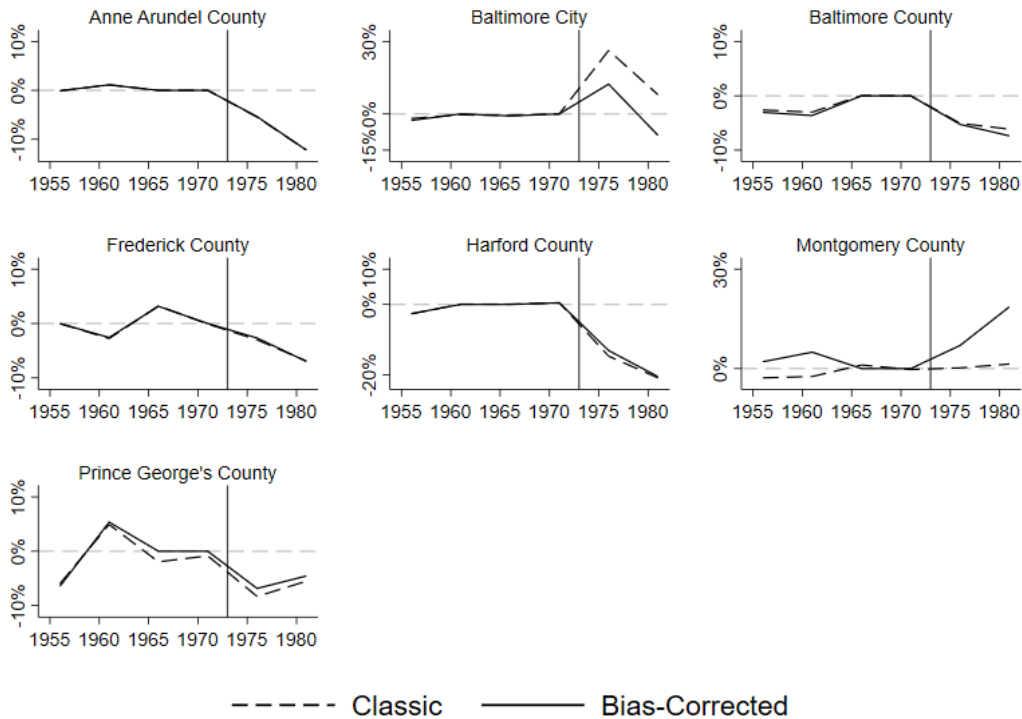 Anne Arundel County
10%
0%
-10%
1955 1960 1965 1970 1975 1980
Baltimore City
30%
0%
-15%
1955 1960 1965 1970 1975 1980
Baltimore County
10%
0%
-10%
1955 1960 1965 1970 1975 1980
Frederick County
10%
0%
-10%
1955 1960 1965 1970 1975 1980
Harford County
10%
0%
-20%
1955 1960 1965 1970 1975 1980
Montgomery County
30%
0%
1955 1960 1965 1970 1975 1980
Prince George's County
10%
0%
-10%
1955 1960 1965 1970 1975 1980
Classic Bias-Corrected